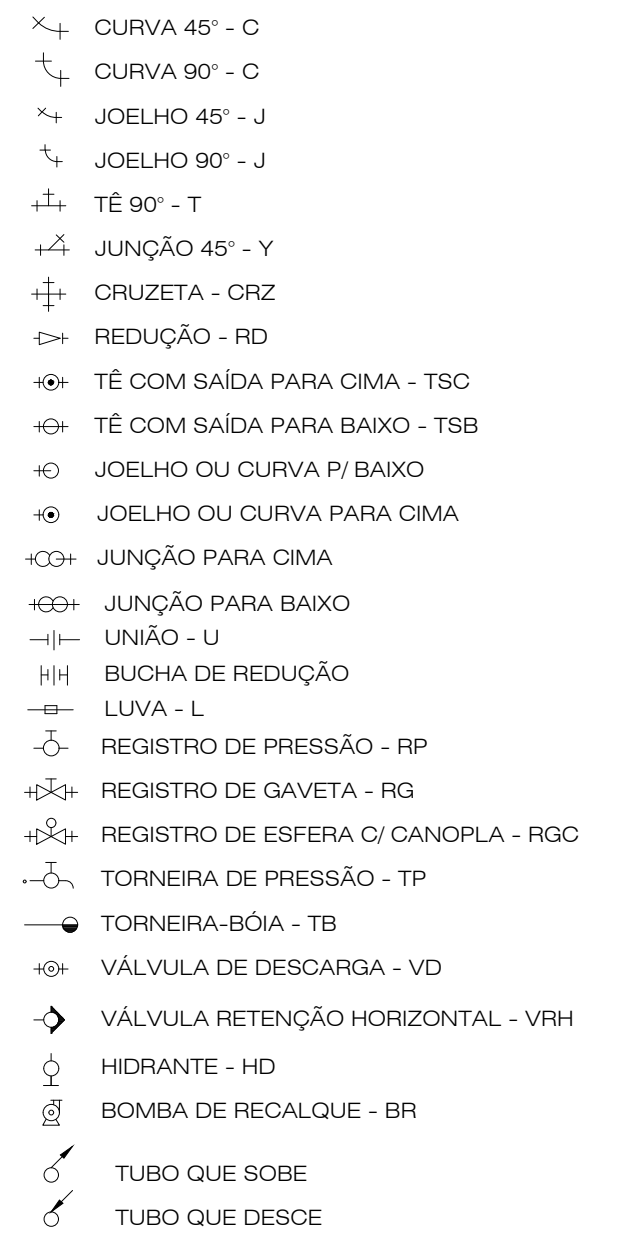 CURVA 45° - C
CURVA 90° - C
JOELHO 45° - J
JOELHO 90° - J
TÊ 90° - T
JUNÇÃO 45° - Y
CRUZETA - CRZ
REDUÇÃO - RD
TÊ COM SAÍDA PARA CIMA - TSC
TÊ COM SAÍDA PARA BAIXO - TSB
JOELHO OU CURVA P/ BAIXO
JOELHO OU CURVA PARA CIMA
JUNÇÃO PARA CIMA
JUNÇÃO PARA BAIXO
UNIÃO - U
BUCHA DE REDUÇÃO
LUVA - L
REGISTRO DE PRESSÃO - RP
REGISTRO DE GAVETA - RG
REGISTRO DE ESFERA C/ CANOPLA - RGC
TORNEIRA DE PRESSÃO - TP
TORNEIRA-BÓIA - TB
VÁLVULA DE DESCARGA - VD
VÁLVULA RETENÇÃO HORIZONTAL - VRH
HIDRANTE - HD
BOMBA DE RECALQUE - BR
TUBO QUE SOBE
TUBO QUE DESCE